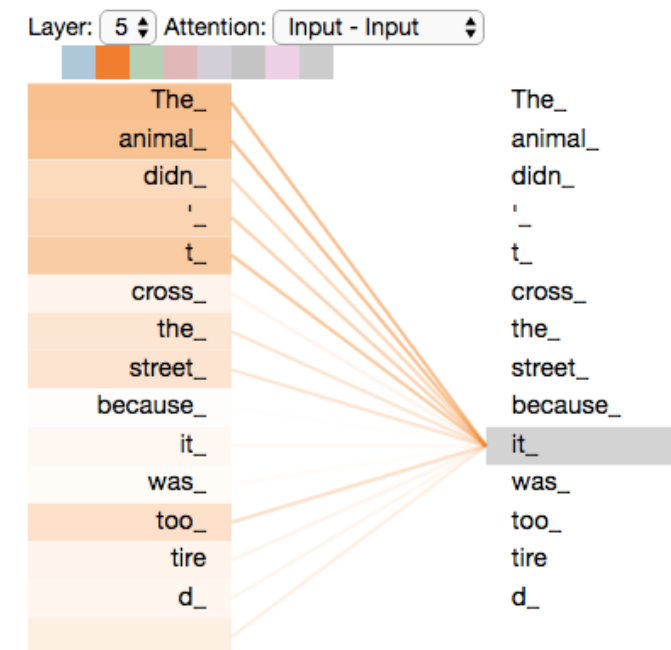 Layer: 5 Attention: Input - Input
The_ The_
animal_ animal_
didn_ didn_
'_ '_
t_ t_
cross_ cross_
the_ the_
street_ street_
because_ because_
it_ it_
was_ was_
too_ too_
tire tire
d_ d_